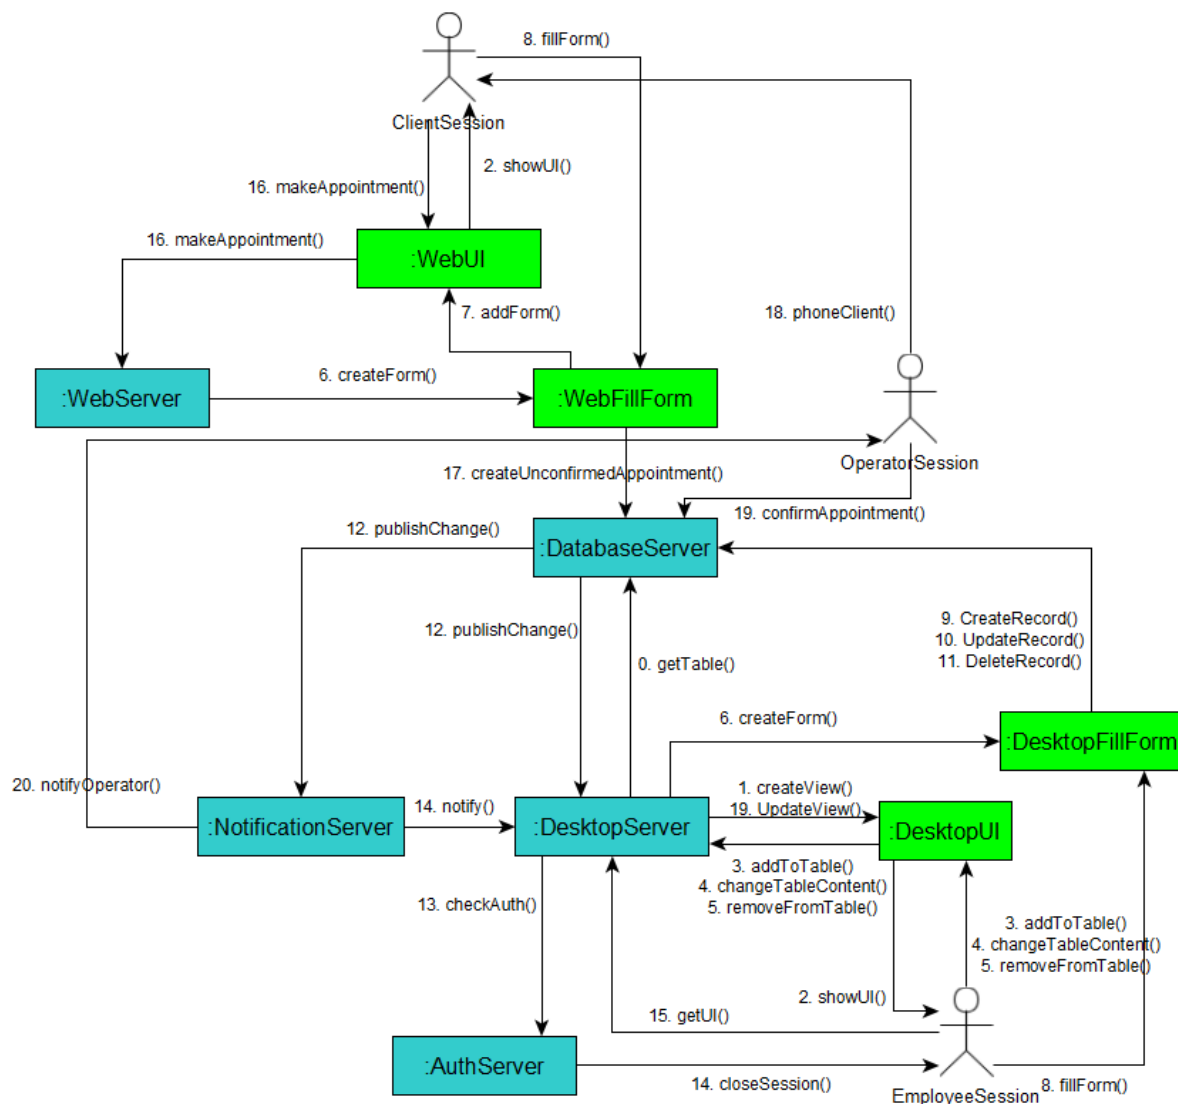 8. fillForm()
ClientSession
2. showUI()
16. makeAppointment()
16. makeAppointment()
:WebUI
7. addForm()
18. phoneClient()
6. createForm()
:WebServer
:WebFillForm
OperatorSession
17. createUnconfirmedAppointment()
19. confirmAppointment()
12. publishChange()
:DatabaseServer
9. CreateRecord()
10. UpdateRecord()
11. DeleteRecord()
12. publishChange()
0. getTable()
6. createForm()
:DesktopFillForm
20. notifyOperator()
1. createView()
19. UpdateView()
14. notify()
:NotificationServer
:DesktopServer
:DesktopUI
3. addToTable()
4. changeTableContent()
5. removeFromTable()
13. checkAuth()
3. addToTable()
4. changeTableContent()
5. removeFromTable()
2. showUI()
15. getUI()
:AuthServer
14. closeSession()
8. fillForm()
EmployeeSession